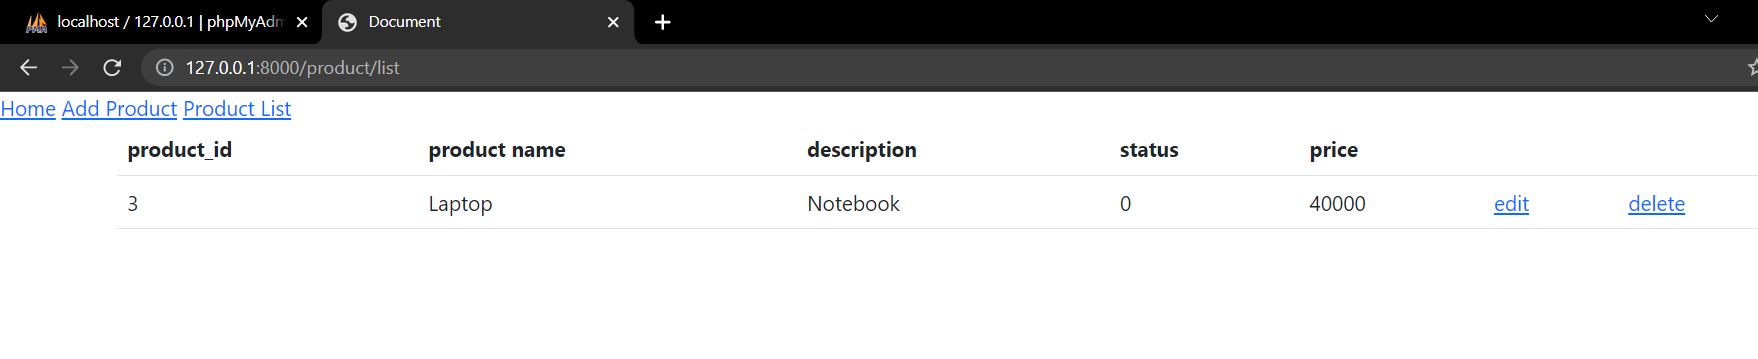 localhost / 127.0.0.1 | phpMyAdm
Document
127.0.0.1:8000/product/list
Home Add Product Product List
product_id product name description status price
3 Laptop Notebook 0 40000 edit delete